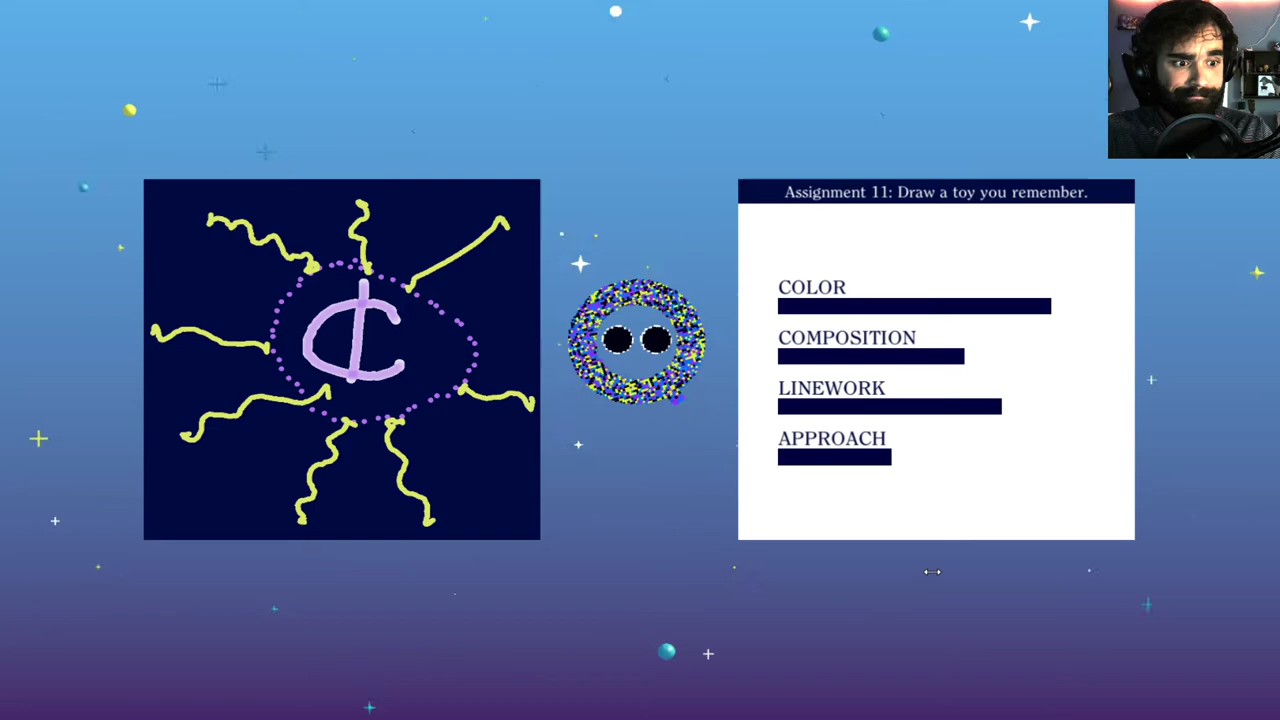 Assignment 11: Draw a toy you remember.
COLOR
COMPOSITION
LINEWORK
APPROACH